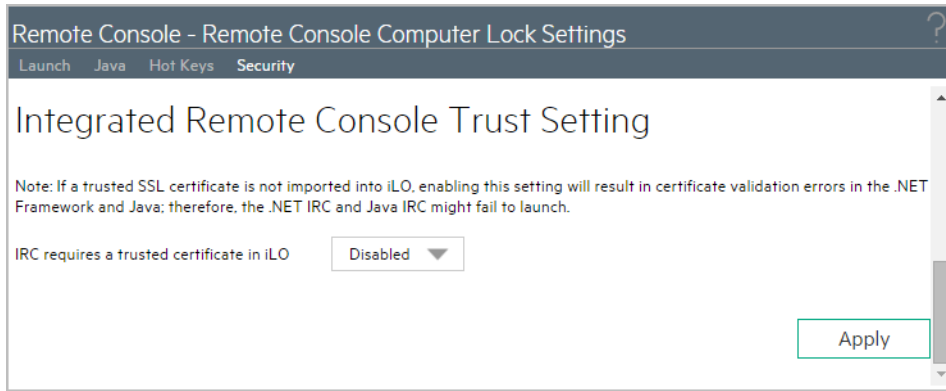 Remote Console - Remote Console Computer Lock Settings ?
Launch Java Hot Keys Security
Integrated Remote Console Trust Setting
Note: If a trusted SSL certificate is not imported into iLO, enabling this setting will result in certificate validation errors in the .NET
Framework and Java; therefore, the .NET IRC and Java IRC might fail to launch.
IRC requires a trusted certificate in iLO Disabled
Apply